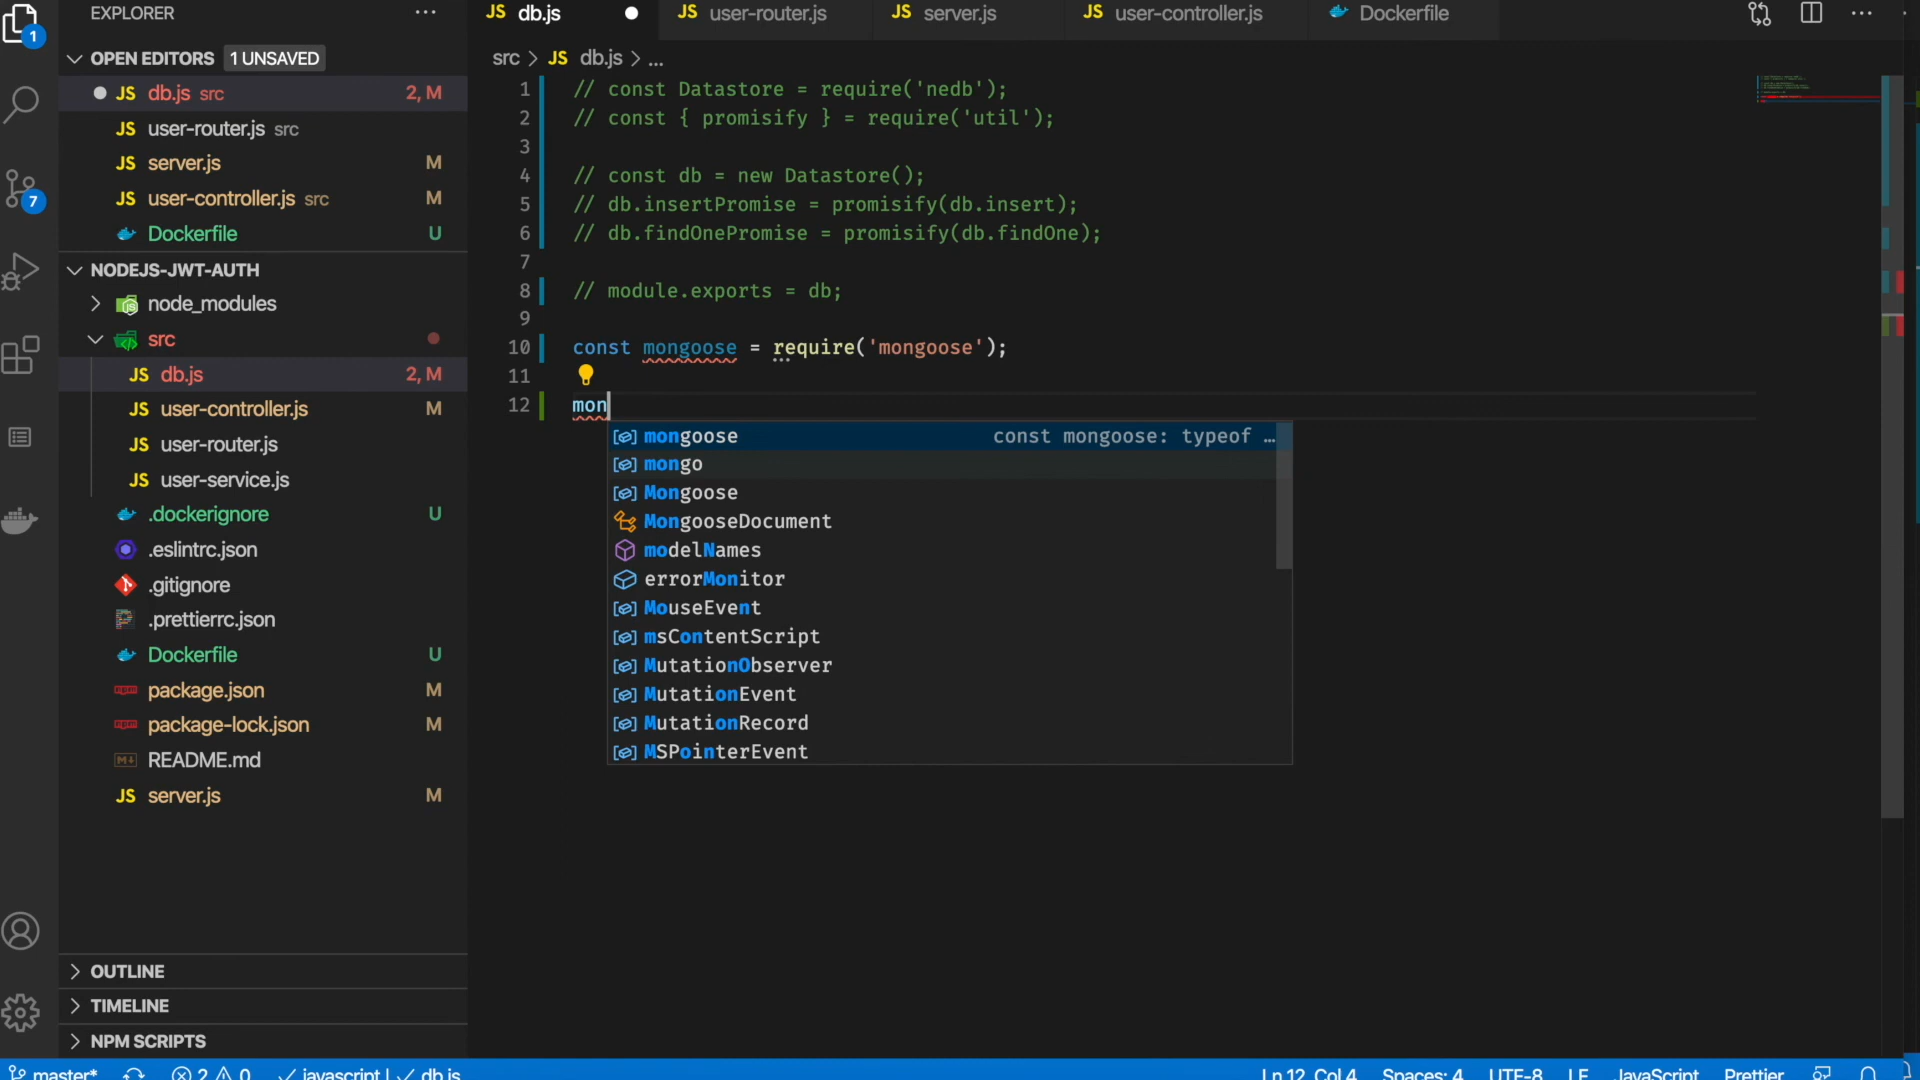 EXPLORER ...
OPEN EDITORS 1 UNSAVED
JS db.js src 2, M
JS user-router.js src
JS server.js M
JS user-controller.js src M
Dockerfile U
NODEJS-JWT-AUTH
node_modules
src
JS db.js 2, M
JS user-controller.js M
JS user-router.js
JS user-service.js
.dockerignore U
.eslintrc.json
.gitignore
.prettierrc.json
Dockerfile U
package.json M
package-lock.json M
README.md
JS server.js M
OUTLINE
TIMELINE
NPM SCRIPTS
1
7
JS db.js JS user-router.js JS server.js JS user-controller.js Dockerfile
src > JS db.js > ...
1 // const Datastore = require('nedb');
2 // const { promisify } = require('util');
3
4 // const db = new Datastore();
5 // db.insertPromise = promisify(db.insert);
6 // db.findOnePromise = promisify(db.findOne);
7
8 // module.exports = db;
9
10 const mongoose = require('mongoose');
11
12 mon
mongoose const mongoose: typeof …
mongo
Mongoose
MongooseDocument
modelNames
errorMonitor
MouseEvent
msContentScript
MutationObserver
MutationEvent
MutationRecord
MSPointerEvent
master* 2 0 javascript | db.js Ln 12, Col 4 Spaces: 4 UTF-8 LF JavaScript Prettier